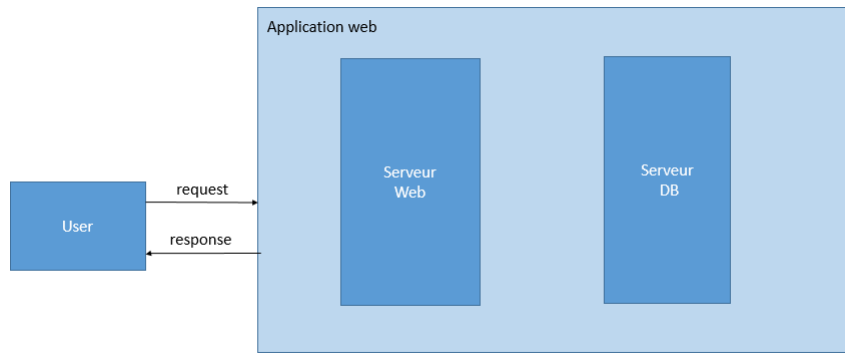 Application web
Serveur
Web
Serveur
DB
request
User
response